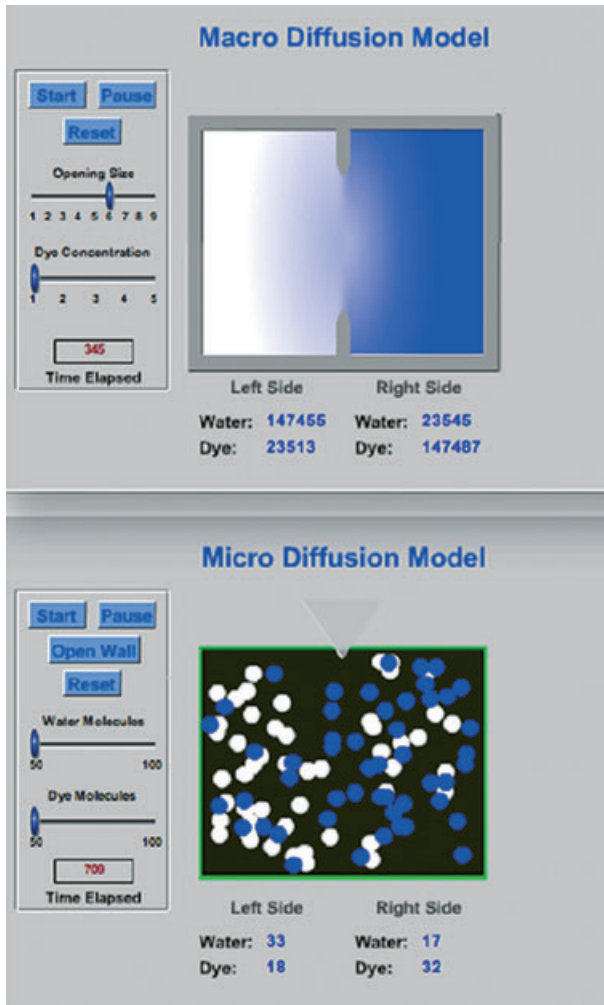 Macro Diffusion Model
Start Pause
Reset
Opening Size
1 2 3 4 5 6 7 8 9
Dye Concentration
1 2 3 4 5
345
Time Elapsed
Left Side Right Side
Water: 147455 Water: 23545
Dye: 23513 Dye: 147487
Micro Diffusion Model
Start Pause
Open Wall
Reset
Water Molecules
50 100
Dye Molecules
50 100
709
Time Elapsed
Left Side Right Side
Water: 33 Water: 17
Dye: 18 Dye: 32